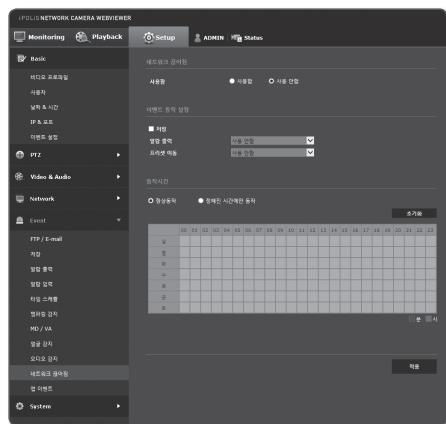 iPOLiS NETWORK CAMERA WEBVIEWER
Monitoring Playback Setup ADMIN Status
Basic
비디오 프로파일
사용자
날짜 & 시간
IP & 포트
이벤트 설정
PTZ
Video & Audio
Network
Event
FTP / E-mail
저장
알람 출력
알람 입력
타임 스케쥴
탬퍼링 감지
MD / VA
얼굴 감지
오디오 감지
네트워크 끊어짐
앱 이벤트
System
네트워크 끊어짐
사용함 사용함 사용 안함
이벤트 동작 설정
저장
알람 출력 사용 안함
프리셋 이동 사용 안함
동작시간
항상동작 정해진 시간에만 동작
초기화
00 01 02 03 04 05 06 07 08 09 10 11 12 13 14 15 16 17 18 19 20 21 22 23
일
월
화
수
목
금
토
분 시
적용